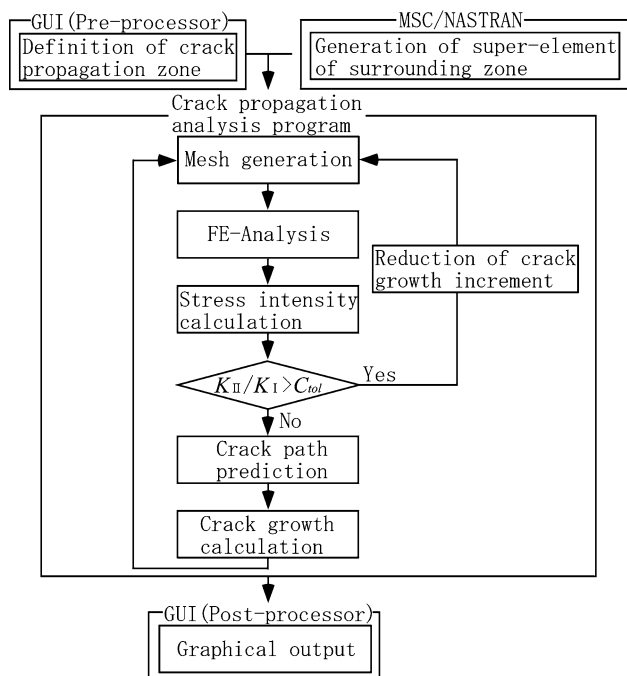 GUI(Pre-processor)
Definition of crack
propagation zone
MSC/NASTRAN
Generation of super-element
of surrounding zone
Crack propagation
analysis program
Mesh generation
FE-Analysis
Reduction of crack
growth increment
Stress intensity
calculation
KⅡ/KⅠ>Ctol
Yes
No
Crack path
prediction
Crack growth
calculation
GUI(Post-processor)
Graphical output